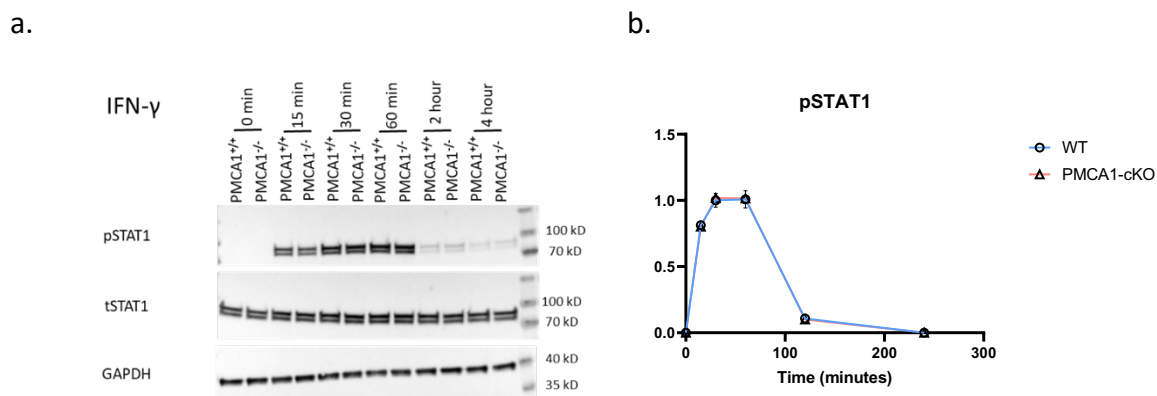 a.
IFN-γ
0 min
15 min
30 min
60 min
2 hour
4 hour
PMCA1+/+
PMCA1-/-
PMCA1+/+
PMCA1-/-
PMCA1+/+
PMCA1-/-
PMCA1+/+
PMCA1-/-
PMCA1+/+
PMCA1-/-
PMCA1+/+
PMCA1-/-
pSTAT1
100 kD
70 kD
tSTAT1
100 kD
70 kD
GAPDH
40 kD
35 kD
b.
pSTAT1
1.5
1.0
0.5
0.0
0 100 200 300
Time (minutes)
WT
PMCA1-cKO